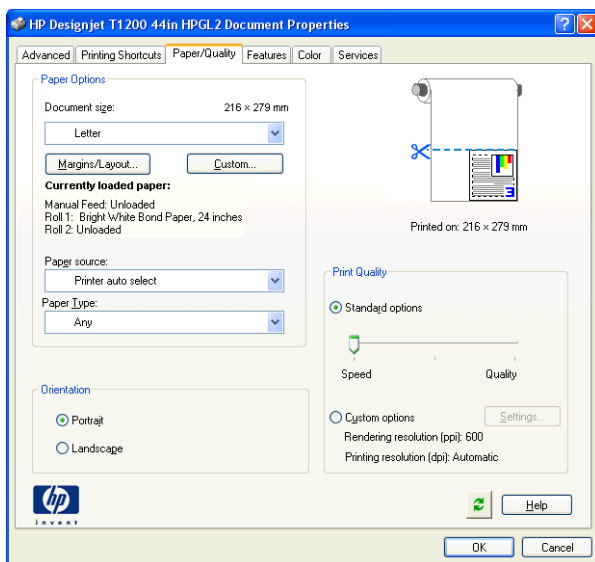 HP Designjet T1200 44in HPGL2 Document Properties
Advanced Printing Shortcuts Paper/Quality Features Color Services
Paper Options
Document size: 216 × 279 mm
Letter
Margins/Layout... Custom...
Currently loaded paper:
Manual Feed: Unloaded
Roll 1: Bright White Bond Paper, 24 inches
Roll 2: Unloaded
Paper source:
Printer auto select
Paper Type:
Any
Orientation
Portrait
Landscape
Printed on: 216 × 279 mm
Print Quality
Standard options
Speed Quality
Custom options Settings...
Rendering resolution (ppi): 600
Printing resolution (dpi): Automatic
hp
invent
Help
OK Cancel